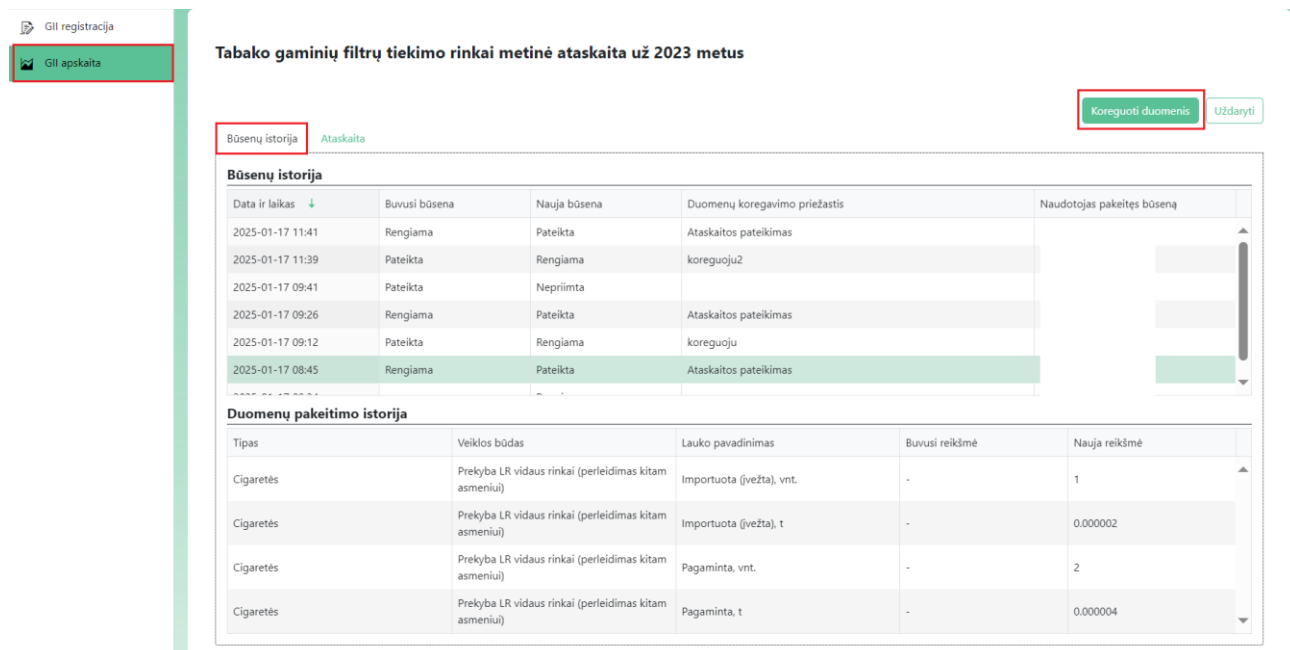 GII registracija
GII apskaita
Tabako gaminių filtrų tiekimo rinkai metinė ataskaita už 2023 metus
Koreguoti duomenis Uždaryti
Būsenų istorija Ataskaita
Būsenų istorija
Data ir laikas ↓ Buvusi būsena Nauja būsena Duomenų koregavimo priežastis Naudotojas pakeitęs būseną
2025-01-17 11:41 Rengiama Pateikta Ataskaitos pateikimas
2025-01-17 11:39 Pateikta Rengiama koreguoju2
2025-01-17 09:41 Pateikta Nepriimta
2025-01-17 09:26 Rengiama Pateikta Ataskaitos pateikimas
2025-01-17 09:12 Pateikta Rengiama koreguoju
2025-01-17 08:45 Rengiama Pateikta Ataskaitos pateikimas
Duomenų pakeitimo istorija
Tipas Veiklos būdas Lauko pavadinimas Buvusi reikšmė Nauja reikšmė
Prekyba LR vidaus rinkai (perleidimas kitam
Cigaretės Importuota (įvežta), vnt. - 1
asmeniui)
Prekyba LR vidaus rinkai (perleidimas kitam
Cigaretės Importuota (įvežta), t - 0.000002
asmeniui)
Prekyba LR vidaus rinkai (perleidimas kitam
Cigaretės Pagaminta, vnt. - 2
asmeniui)
Prekyba LR vidaus rinkai (perleidimas kitam
Cigaretės Pagaminta, t - 0.000004
asmeniui)